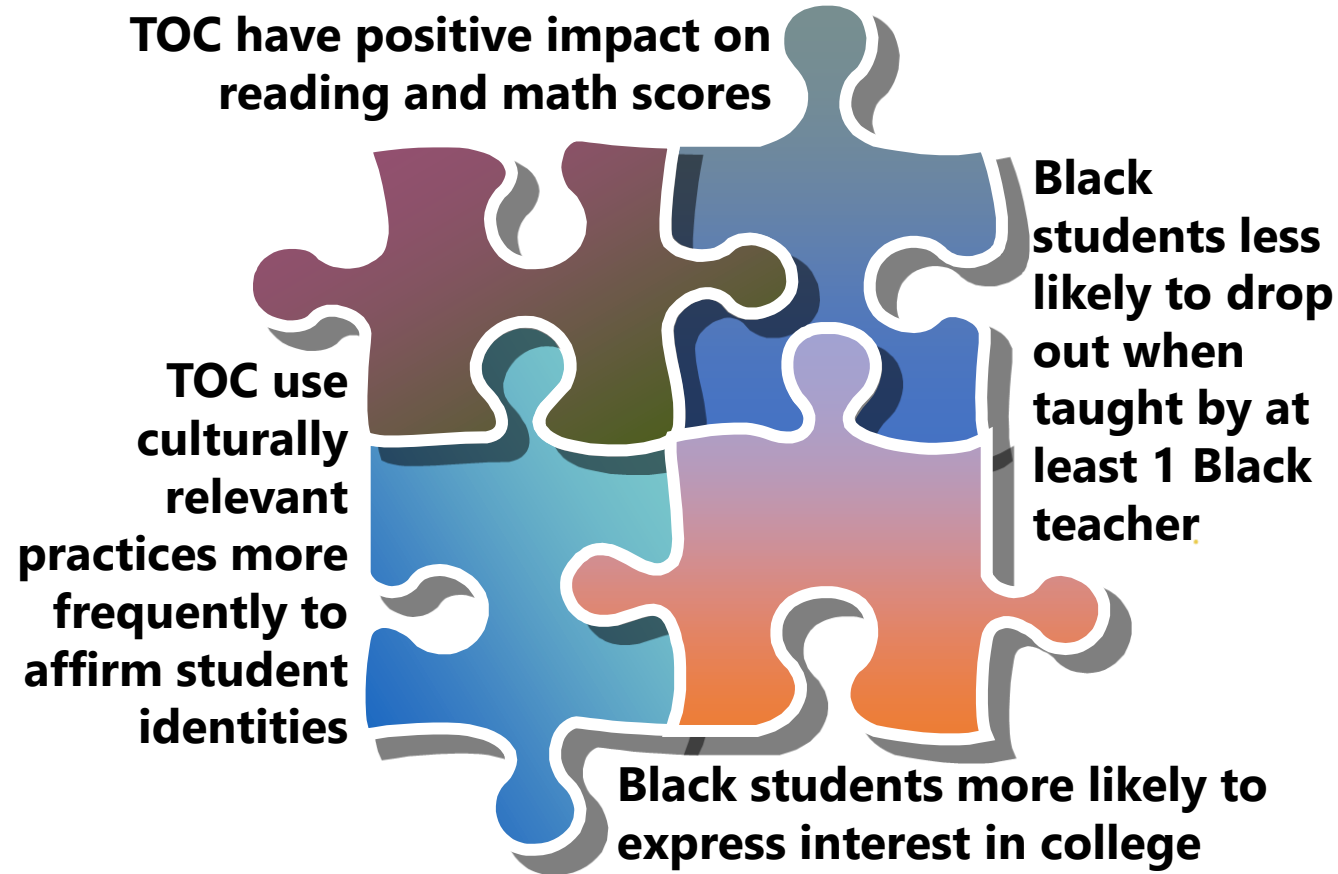 TOC have positive impact on
reading and math scores
Black
students less
likely to drop
out when
taught by at
least 1 Black
teacher
TOC use
culturally
relevant
practices more
frequently to
affirm student
identities
Black students more likely to
express interest in college